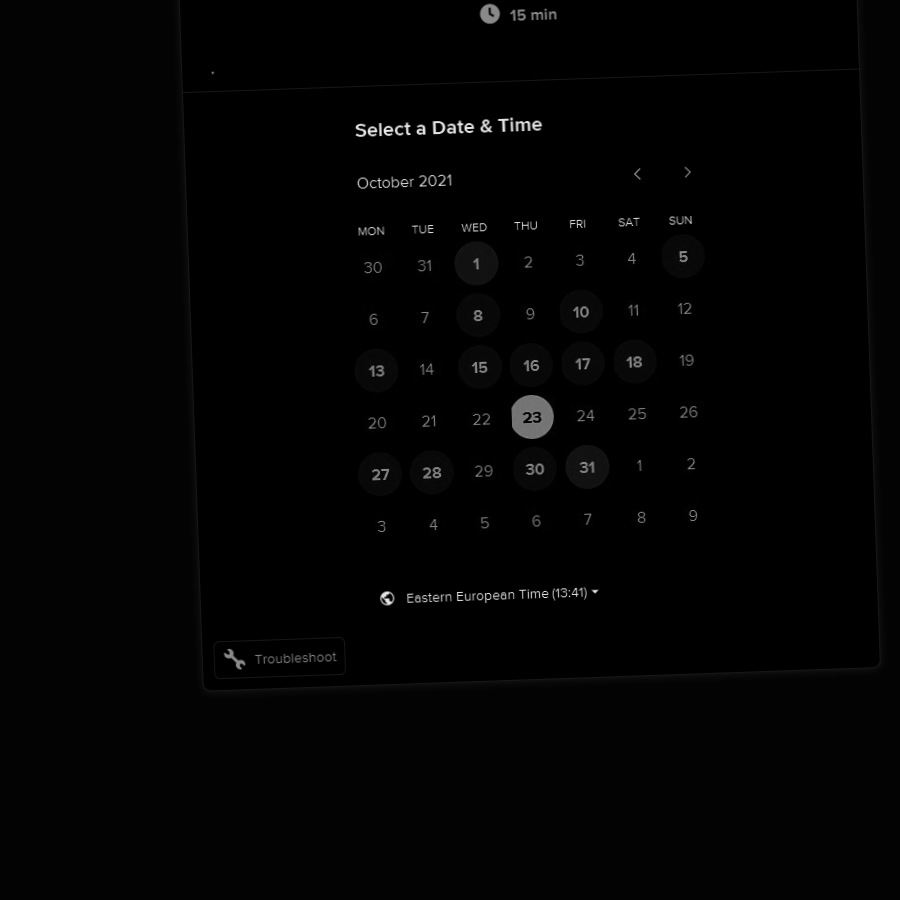 15 min
Select a Date & Time
October 2021
MON TUE WED THU FRI SAT SUN
30 31 1 2 3 4 5
6 7 8 9 10 11 12
13 14 15 16 17 18 19
20 21 22 23 24 25 26
27 28 29 30 31 1 2
3 4 5 6 7 8 9
Eastern European Time (13:41)
Troubleshoot